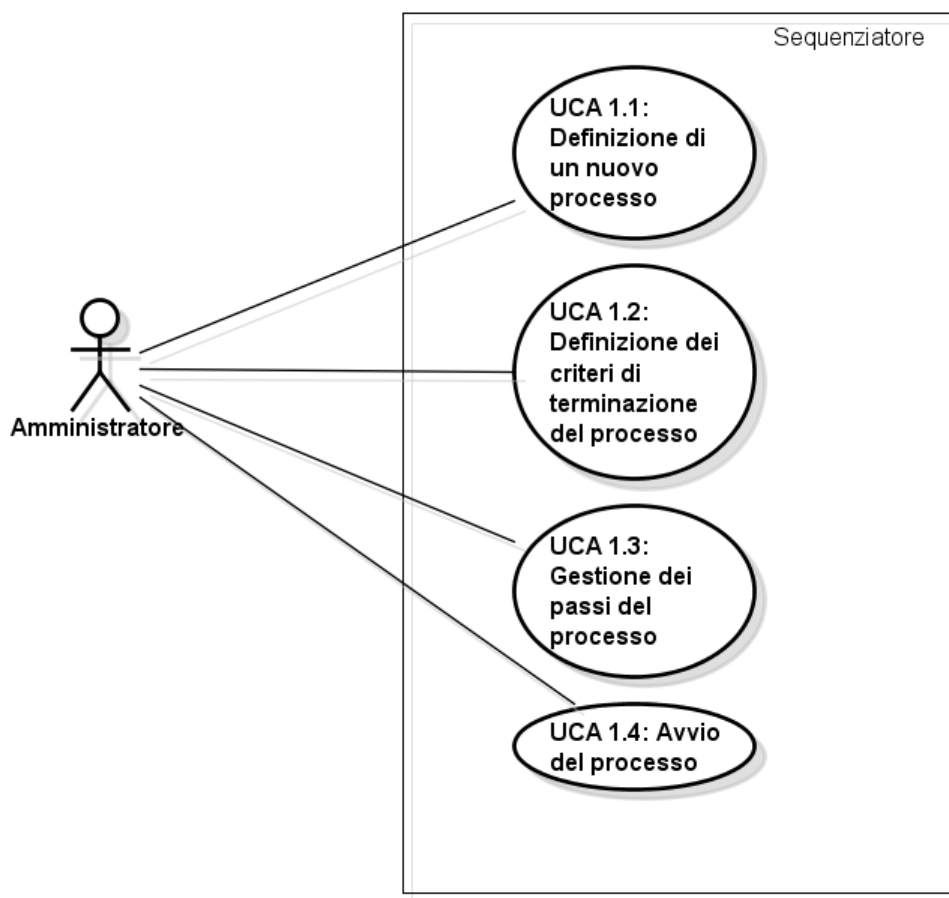 Sequenziatore
UCA 1.1:
Definizione di
un nuovo
processo
UCA 1.2:
Definizione dei
criteri di
terminazione
del processo
Amministratore
UCA 1.3:
Gestione dei
passi del
processo
UCA 1.4: Avvio
del processo